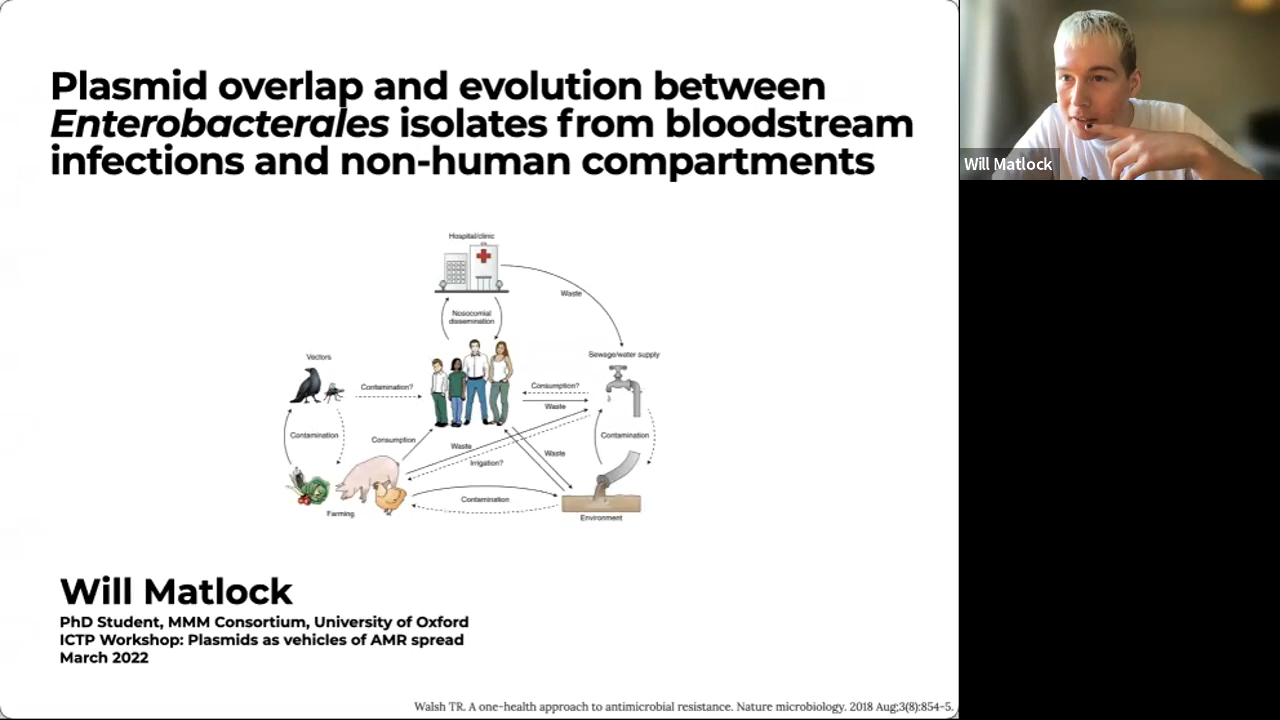 Plasmid overlap and evolution between
Enterobacterales isolates from bloodstream
infections and non-human compartments
Will Matlock
Hospital/clinic
Waste
Nosocomial
dissemination
Vectors
Sewage/water supply
Contamination?
Consumption?
Waste
Contamination
Consumption
Waste
Waste
Contamination
Irrigation?
Contamination
Farming
Environment
Will Matlock
PhD Student, MMM Consortium, University of Oxford
ICTP Workshop: Plasmids as vehicles of AMR spread
March 2022
Walsh TR. A one-health approach to antimicrobial resistance. Nature microbiology. 2018 Aug;3(8):854-5.